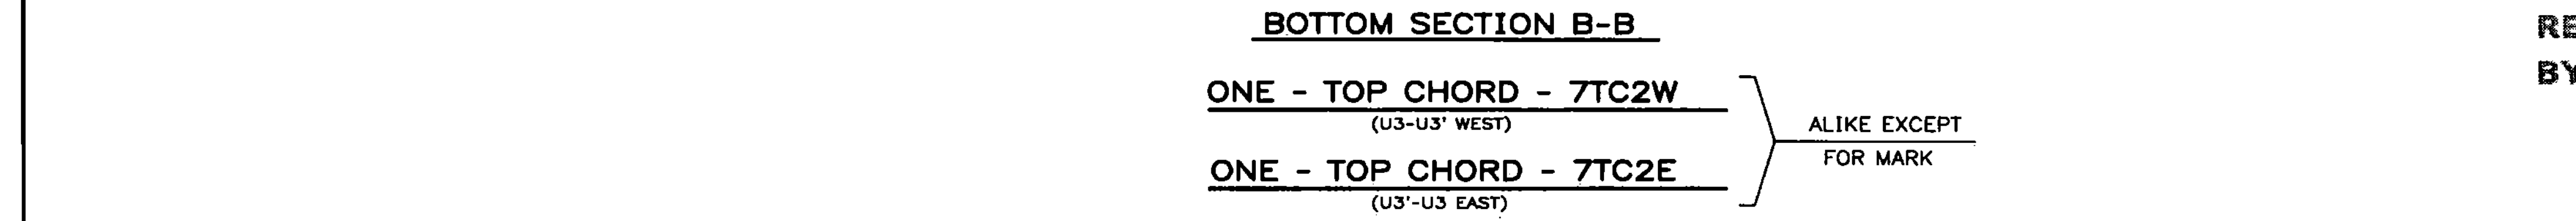 BOTTOM SECTION B-B
ONE - TOP CHORD - 7TC2W
(U3-U3' WEST)
ONE - TOP CHORD - 7TC2E
(U3'-U3 EAST)
ALIKE EXCEPT
FOR MARK
RE
BY